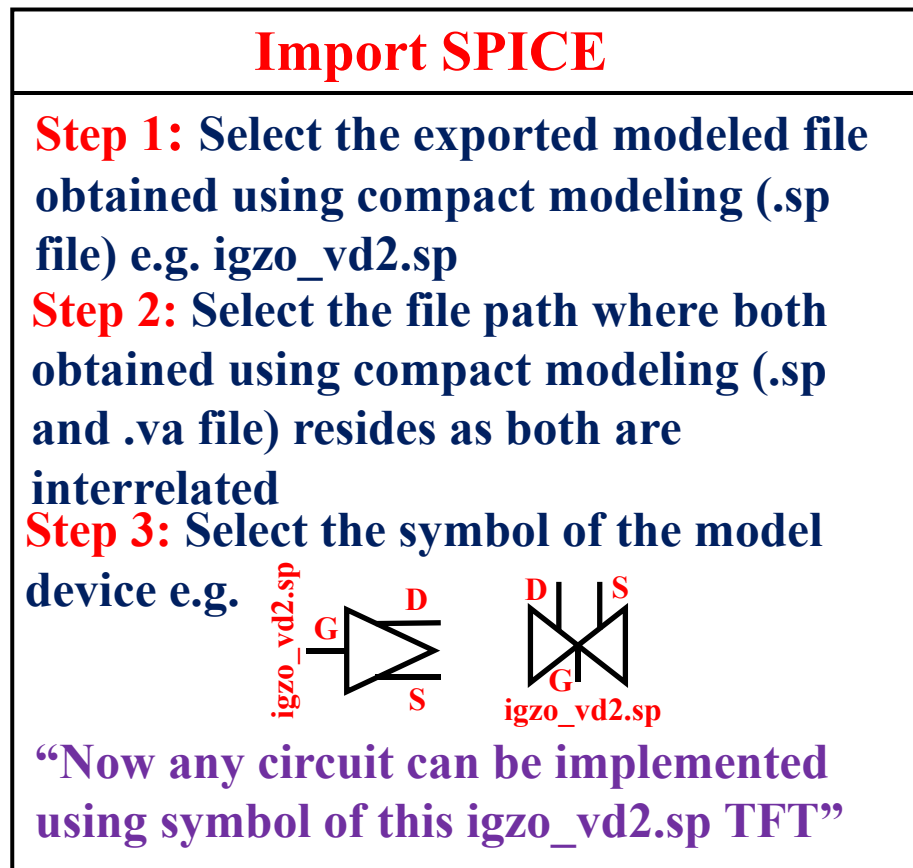 Import SPICE
Step 1: Select the exported modeled file
obtained using compact modeling (.sp
file) e.g. igzo_vd2.sp
Step 2: Select the file path where both
obtained using compact modeling (.sp
and .va file) resides as both are
interrelated
Step 3: Select the symbol of the model
device e.g.
igzo_vd2.sp
G
D
S
D
S
G
igzo_vd2.sp
“Now any circuit can be implemented
using symbol of this igzo_vd2.sp TFT”